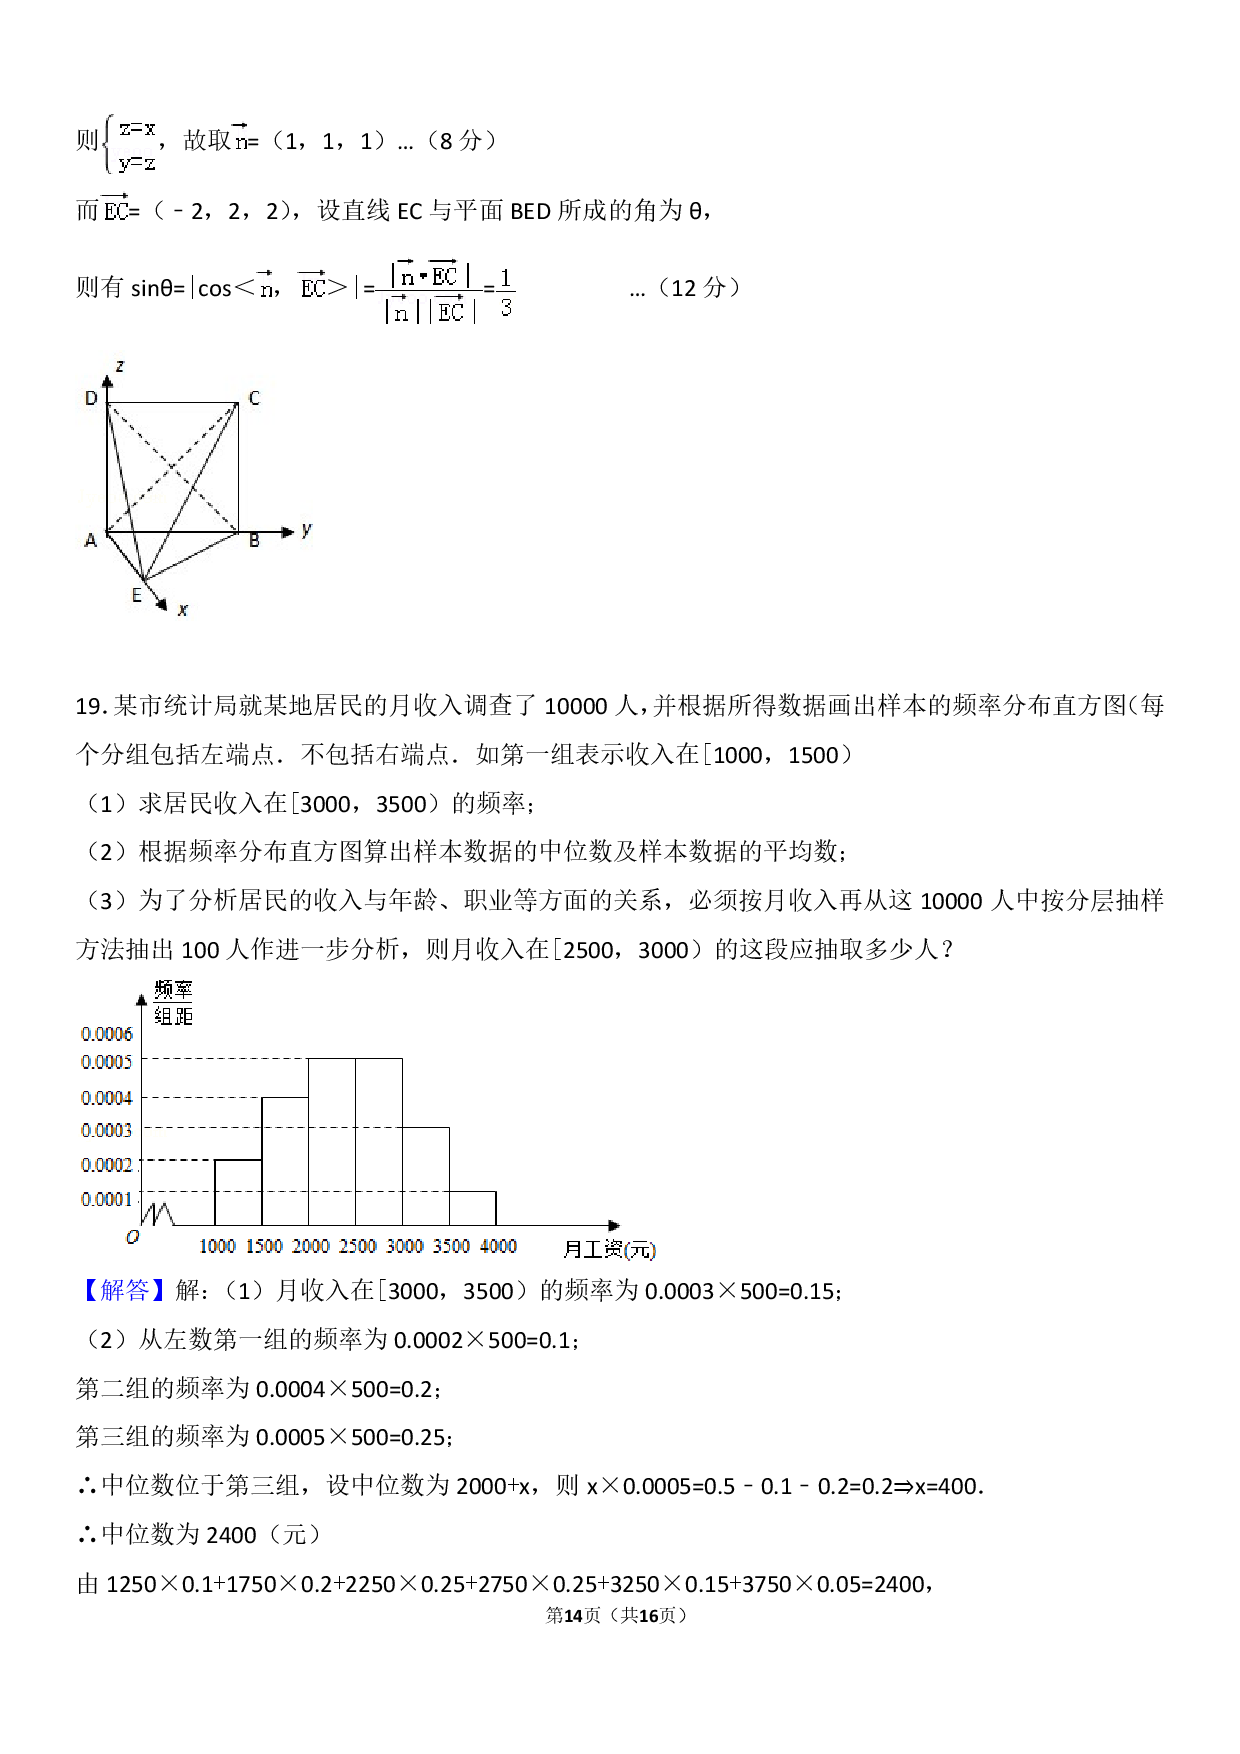 则{z=x y=z，故取n=（1，1，1）…（8 分）
而EC=（﹣2，2，2），设直线 EC 与平面 BED 所成的角为 θ，
则有 sinθ=|cos＜n，EC＞|=|n•EC|/|n||EC|=1/3 …（12 分）
z
D C
A B y
E x
19．某市统计局就某地居民的月收入调查了 10000 人，并根据所得数据画出样本的频率分布直方图（每
个分组包括左端点．不包括右端点．如第一组表示收入在[1000，1500）
（1）求居民收入在[3000，3500）的频率；
（2）根据频率分布直方图算出样本数据的中位数及样本数据的平均数；
（3）为了分析居民的收入与年龄、职业等方面的关系，必须按月收入再从这 10000 人中按分层抽样
方法抽出 100 人作进一步分析，则月收入在[2500，3000）的这段应抽取多少人？
频率
组距
0.0006
0.0005
0.0004
0.0003
0.0002
0.0001
O 1000 1500 2000 2500 3000 3500 4000 月工资(元)
【解答】解：（1）月收入在[3000，3500）的频率为 0.0003×500=0.15；
（2）从左数第一组的频率为 0.0002×500=0.1；
第二组的频率为 0.0004×500=0.2；
第三组的频率为 0.0005×500=0.25；
∴中位数位于第三组，设中位数为 2000+x，则 x×0.0005=0.5﹣0.1﹣0.2=0.2⇒x=400．
∴中位数为 2400（元）
由 1250×0.1+1750×0.2+2250×0.25+2750×0.25+3250×0.15+3750×0.05=2400，
第14页（共16页）